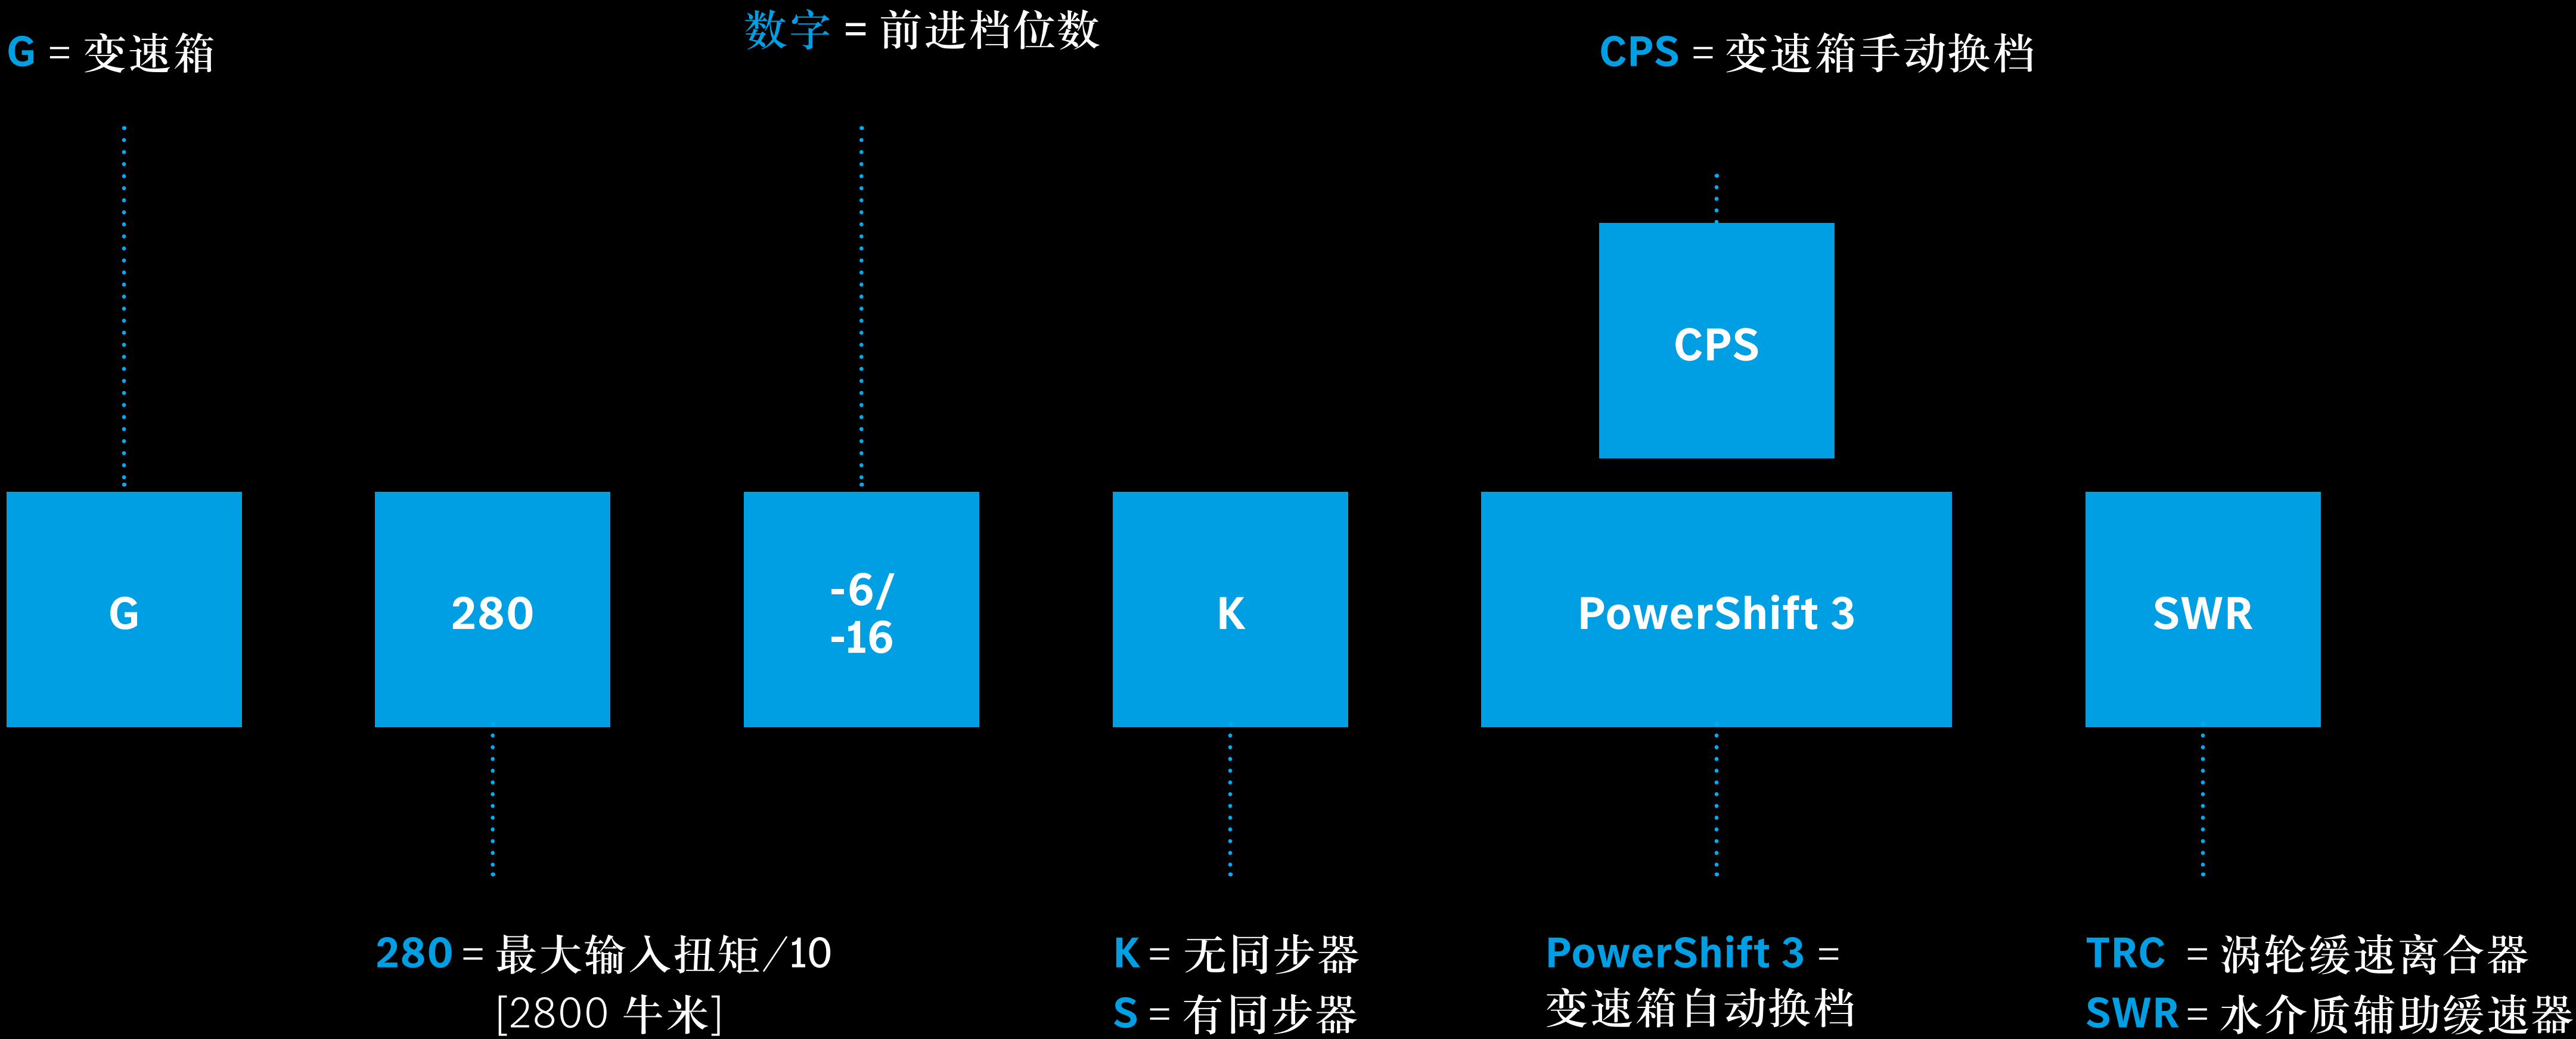 G = 变速箱
数字 = 前进档位数
CPS = 变速箱手动换档
CPS
G
280
-6/
-16
K
PowerShift 3
SWR
280 = 最大输入扭矩/10
[2800 牛米]
K = 无同步器
S = 有同步器
PowerShift 3 =
变速箱自动换档
TRC = 涡轮缓速离合器
SWR = 水介质辅助缓速器